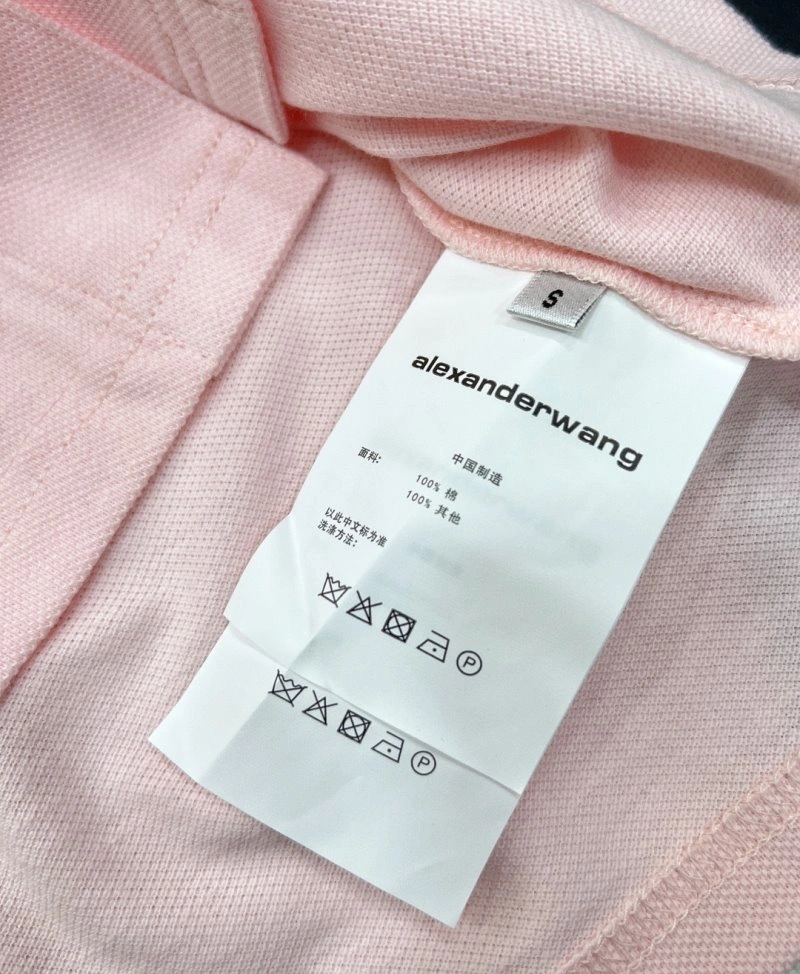 S
alexanderwang
中国制造
面料:
100% 棉
100% 其他
以此中文标为准
洗涤方法:
P
P